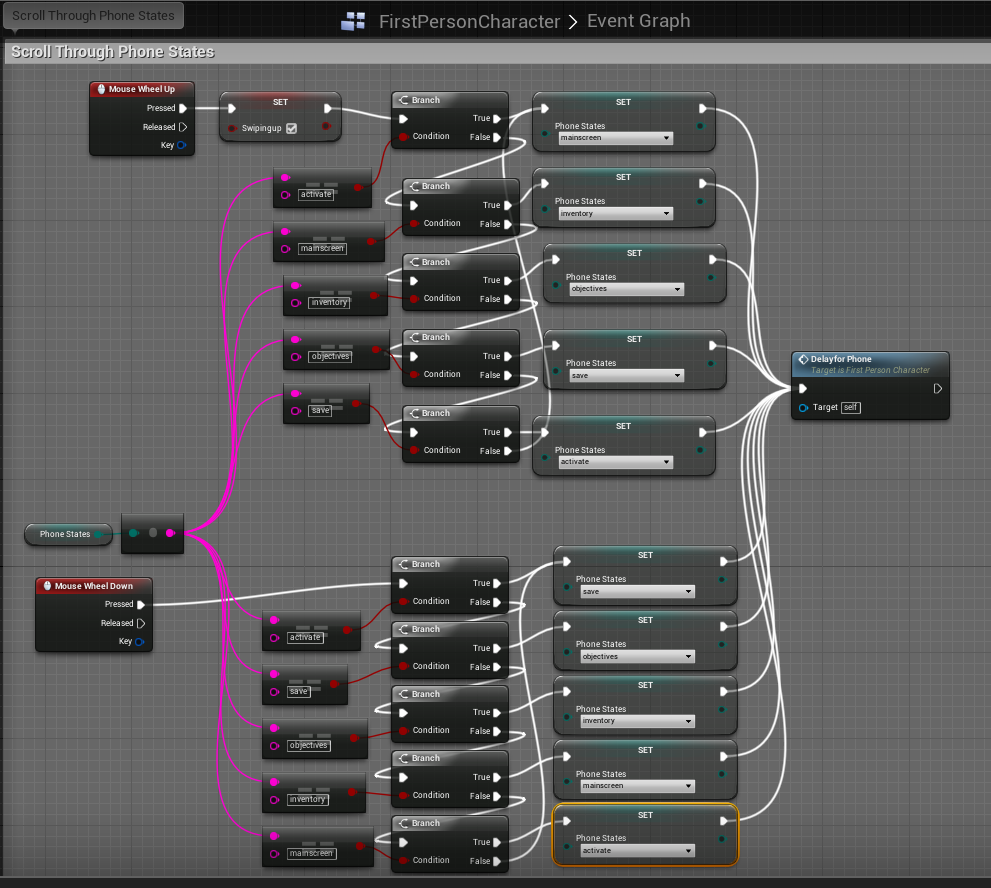 Scroll Through Phone States
FirstPersonCharacter > Event Graph
Scroll Through Phone States
Mouse Wheel Up
Pressed
Released
Key
SET
Swipingup
Branch
True
Condition
False
SET
Phone States
mainscreen
activate
Branch
True
Condition
False
SET
Phone States
inventory
mainscreen
Branch
True
Condition
False
SET
Phone States
objectives
inventory
Branch
True
Condition
False
SET
Phone States
save
objectives
Branch
True
Condition
False
SET
Phone States
activate
save
Delayfor Phone
Target is First Person Character
Target self
Phone States
Mouse Wheel Down
Pressed
Released
Key
Branch
True
Condition
False
SET
Phone States
save
activate
Branch
True
Condition
False
SET
Phone States
objectives
save
Branch
True
Condition
False
SET
Phone States
inventory
objectives
Branch
True
Condition
False
SET
Phone States
mainscreen
inventory
Branch
True
Condition
False
SET
Phone States
activate
mainscreen